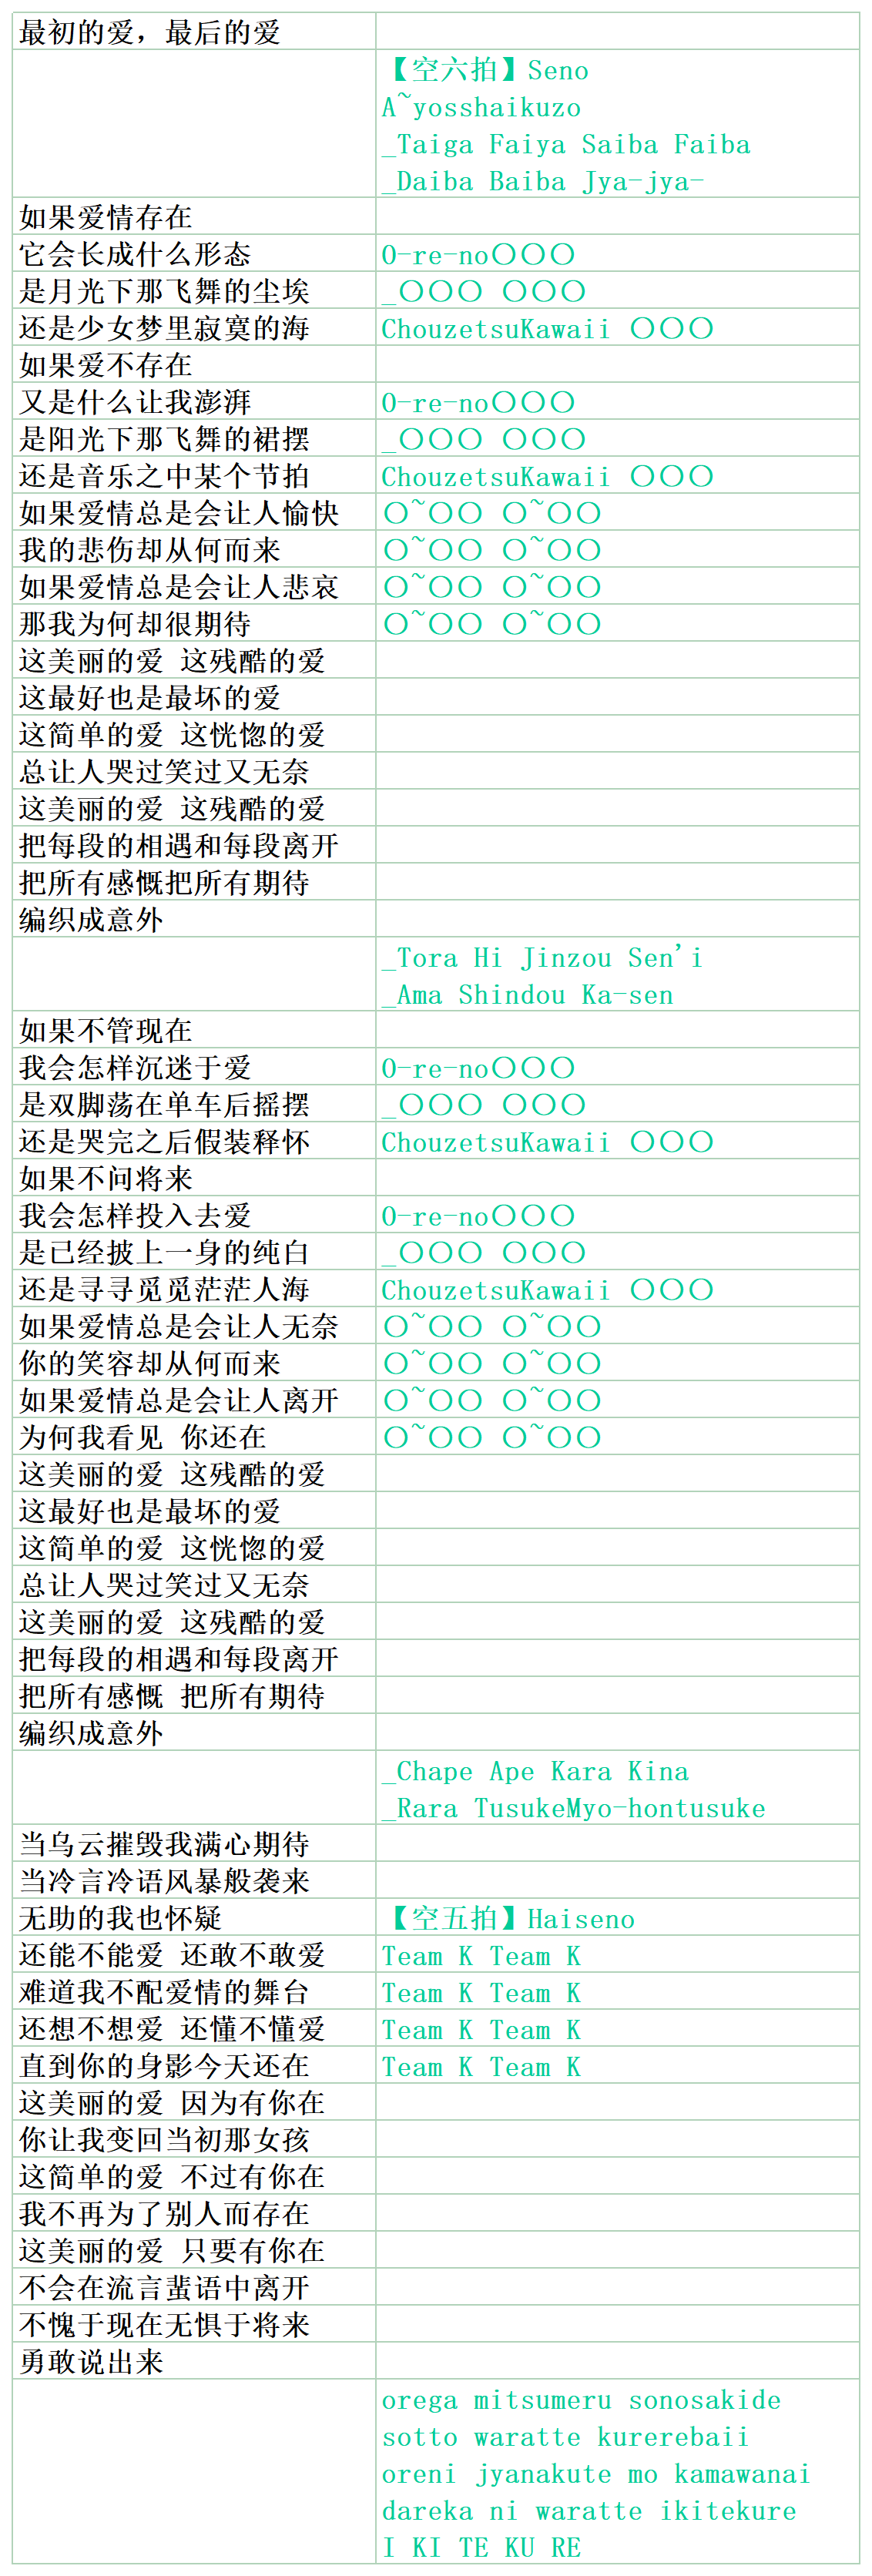 最初的爱，最后的爱
【空六拍】Seno
A~yosshaikuzo
_Taiga Faiya Saiba Faiba
_Daiba Baiba Jya-jya-
如果爱情存在
它会长成什么形态 O-re-no〇〇〇
是月光下那飞舞的尘埃 _〇〇〇 〇〇〇
还是少女梦里寂寞的海 ChouzetsuKawaii 〇〇〇
如果爱不存在
又是什么让我澎湃 O-re-no〇〇〇
是阳光下那飞舞的裙摆 _〇〇〇 〇〇〇
还是音乐之中某个节拍 ChouzetsuKawaii 〇〇〇
如果爱情总是会让人愉快 〇~〇〇 〇~〇〇
我的悲伤却从何而来 〇~〇〇 〇~〇〇
如果爱情总是会让人悲哀 〇~〇〇 〇~〇〇
那我为何却很期待 〇~〇〇 〇~〇〇
这美丽的爱 这残酷的爱
这最好也是最坏的爱
这简单的爱 这恍惚的爱
总让人哭过笑过又无奈
这美丽的爱 这残酷的爱
把每段的相遇和每段离开
把所有感慨把所有期待
编织成意外
_Tora Hi Jinzou Sen'i
_Ama Shindou Ka-sen
如果不管现在
我会怎样沉迷于爱 O-re-no〇〇〇
是双脚荡在单车后摇摆 _〇〇〇 〇〇〇
还是哭完之后假装释怀 ChouzetsuKawaii 〇〇〇
如果不问将来
我会怎样投入去爱 O-re-no〇〇〇
是已经披上一身的纯白 _〇〇〇 〇〇〇
还是寻寻觅觅茫茫人海 ChouzetsuKawaii 〇〇〇
如果爱情总是会让人无奈 〇~〇〇 〇~〇〇
你的笑容却从何而来 〇~〇〇 〇~〇〇
如果爱情总是会让人离开 〇~〇〇 〇~〇〇
为何我看见 你还在 〇~〇〇 〇~〇〇
这美丽的爱 这残酷的爱
这最好也是最坏的爱
这简单的爱 这恍惚的爱
总让人哭过笑过又无奈
这美丽的爱 这残酷的爱
把每段的相遇和每段离开
把所有感慨 把所有期待
编织成意外
_Chape Ape Kara Kina
_Rara TusukeMyo-hontusuke
当乌云摧毁我满心期待
当冷言冷语风暴般袭来
无助的我也怀疑 【空五拍】Haiseno
还能不能爱 还敢不敢爱 Team K Team K
难道我不配爱情的舞台 Team K Team K
还想不想爱 还懂不懂爱 Team K Team K
直到你的身影今天还在 Team K Team K
这美丽的爱 因为有你在
你让我变回当初那女孩
这简单的爱 不过有你在
我不再为了别人而存在
这美丽的爱 只要有你在
不会在流言蜚语中离开
不愧于现在无惧于将来
勇敢说出来
orega mitsumeru sonosakide
sotto waratte kurerebaii
oreni jyanakute mo kamawanai
dareka ni waratte ikitekure
I KI TE KU RE